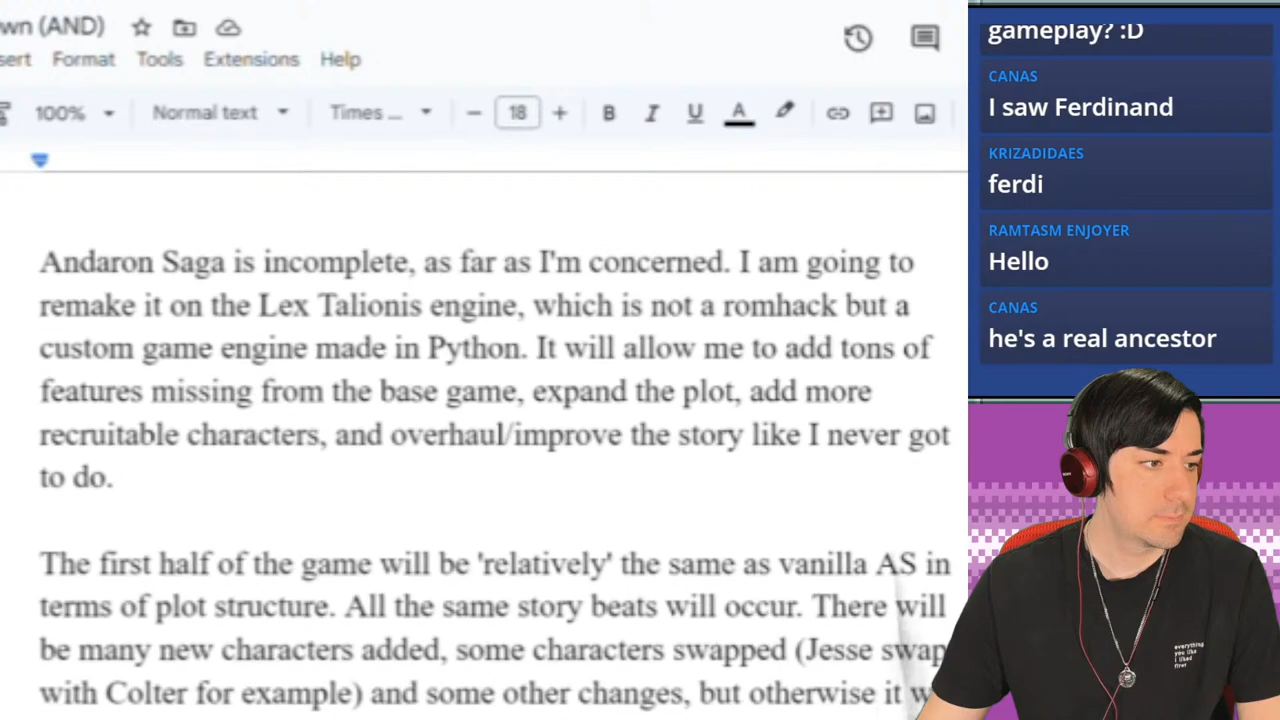 wn (AND)
sert Format Tools Extensions Help
100% Normal text Times ... − 18 + B I U A
Andaron Saga is incomplete, as far as I'm concerned. I am going to
remake it on the Lex Talionis engine, which is not a romhack but a
custom game engine made in Python. It will allow me to add tons of
features missing from the base game, expand the plot, add more
recruitable characters, and overhaul/improve the story like I never got
to do.
The first half of the game will be 'relatively' the same as vanilla AS in
terms of plot structure. All the same story beats will occur. There will
be many new characters added, some characters swapped (Jesse swap
with Colter for example) and some other changes, but otherwise it w
gameplay? :D
CANAS
I saw Ferdinand
KRIZADIDAES
ferdi
RAMTASM ENJOYER
Hello
CANAS
he's a real ancestor
everything
you like
i liked
first